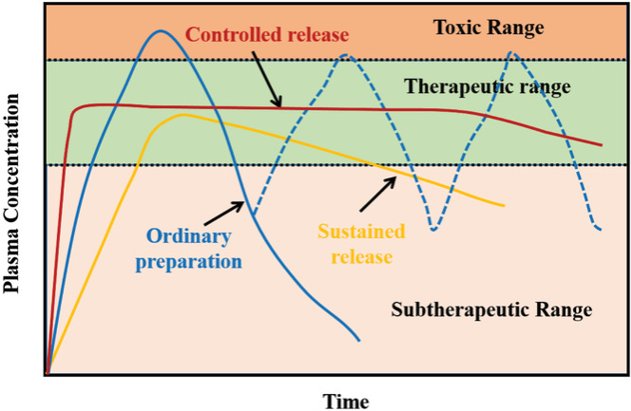 Toxic Range
Controlled release
Therapeutic range
Plasma Concentration
Ordinary
preparation
Sustained
release
Subtherapeutic Range
Time